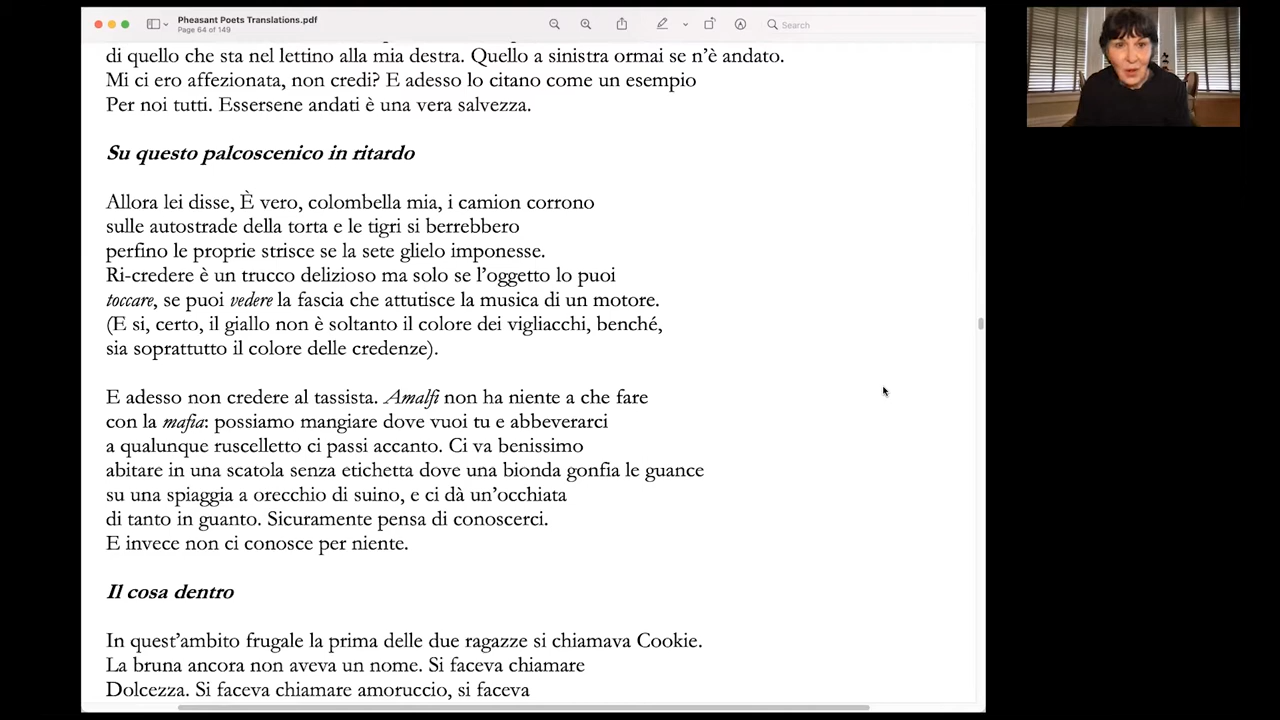 Pheasant Poets Translations.pdf
Page 64 of 149
Search
di quello che sta nel lettino alla mia destra. Quello a sinistra ormai se n’è andato.
Mi ci ero affezionata, non credi? E adesso lo citano come un esempio
Per noi tutti. Essersene andati è una vera salvezza.
Su questo palcoscenico in ritardo
Allora lei disse, È vero, colombella mia, i camion corrono
sulle autostrade della torta e le tigri si berrebbero
perfino le proprie strisce se la sete glielo imponesse.
Ri-credere è un trucco delizioso ma solo se l’oggetto lo puoi
toccare, se puoi vedere la fascia che attutisce la musica di un motore.
(E si, certo, il giallo non è soltanto il colore dei vigliacchi, benché,
sia soprattutto il colore delle credenze).
E adesso non credere al tassista. Amalfi non ha niente a che fare
con la mafia: possiamo mangiare dove vuoi tu e abbeverarci
a qualunque ruscelletto ci passi accanto. Ci va benissimo
abitare in una scatola senza etichetta dove una bionda gonfia le guance
su una spiaggia a orecchio di suino, e ci dà un’occhiata
di tanto in guanto. Sicuramente pensa di conoscerci.
E invece non ci conosce per niente.
Il cosa dentro
In quest’ambito frugale la prima delle due ragazze si chiamava Cookie.
La bruna ancora non aveva un nome. Si faceva chiamare
Dolcezza. Si faceva chiamare amoruccio, si faceva